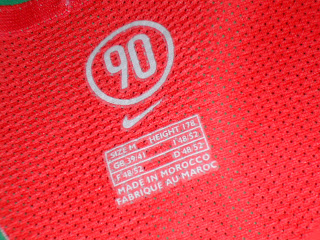 90
SIZE M HEIGHT 178
GB 39/41 I 48/52
F 48/52 D 48/52
MADE IN MOROCCO
FABRIQUE AU MAROC